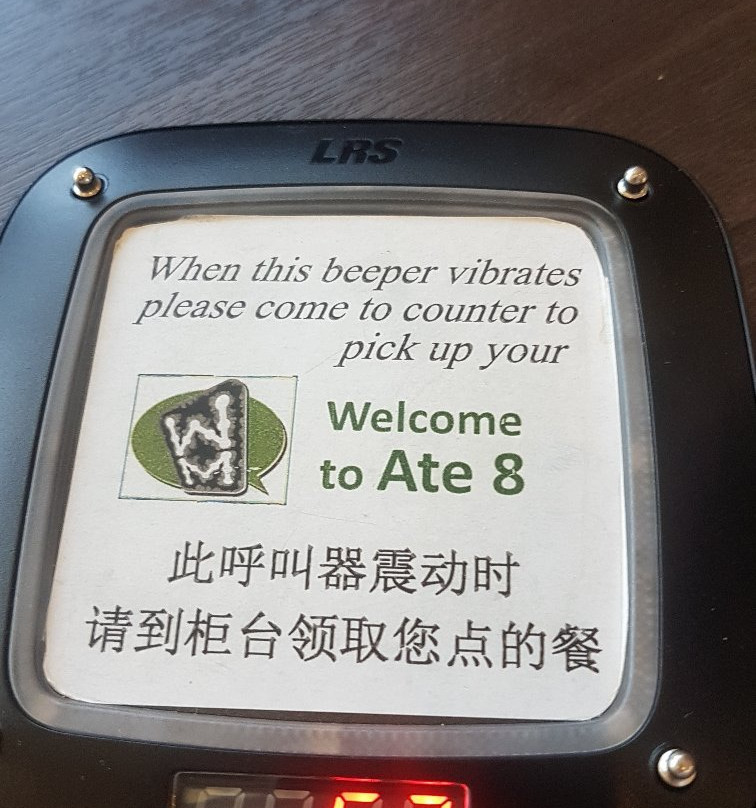 LRS
When this beeper vibrates
please come to counter to
pick up your
WM
Welcome
to Ate 8
此呼叫器震动时
请到柜台领取您点的餐